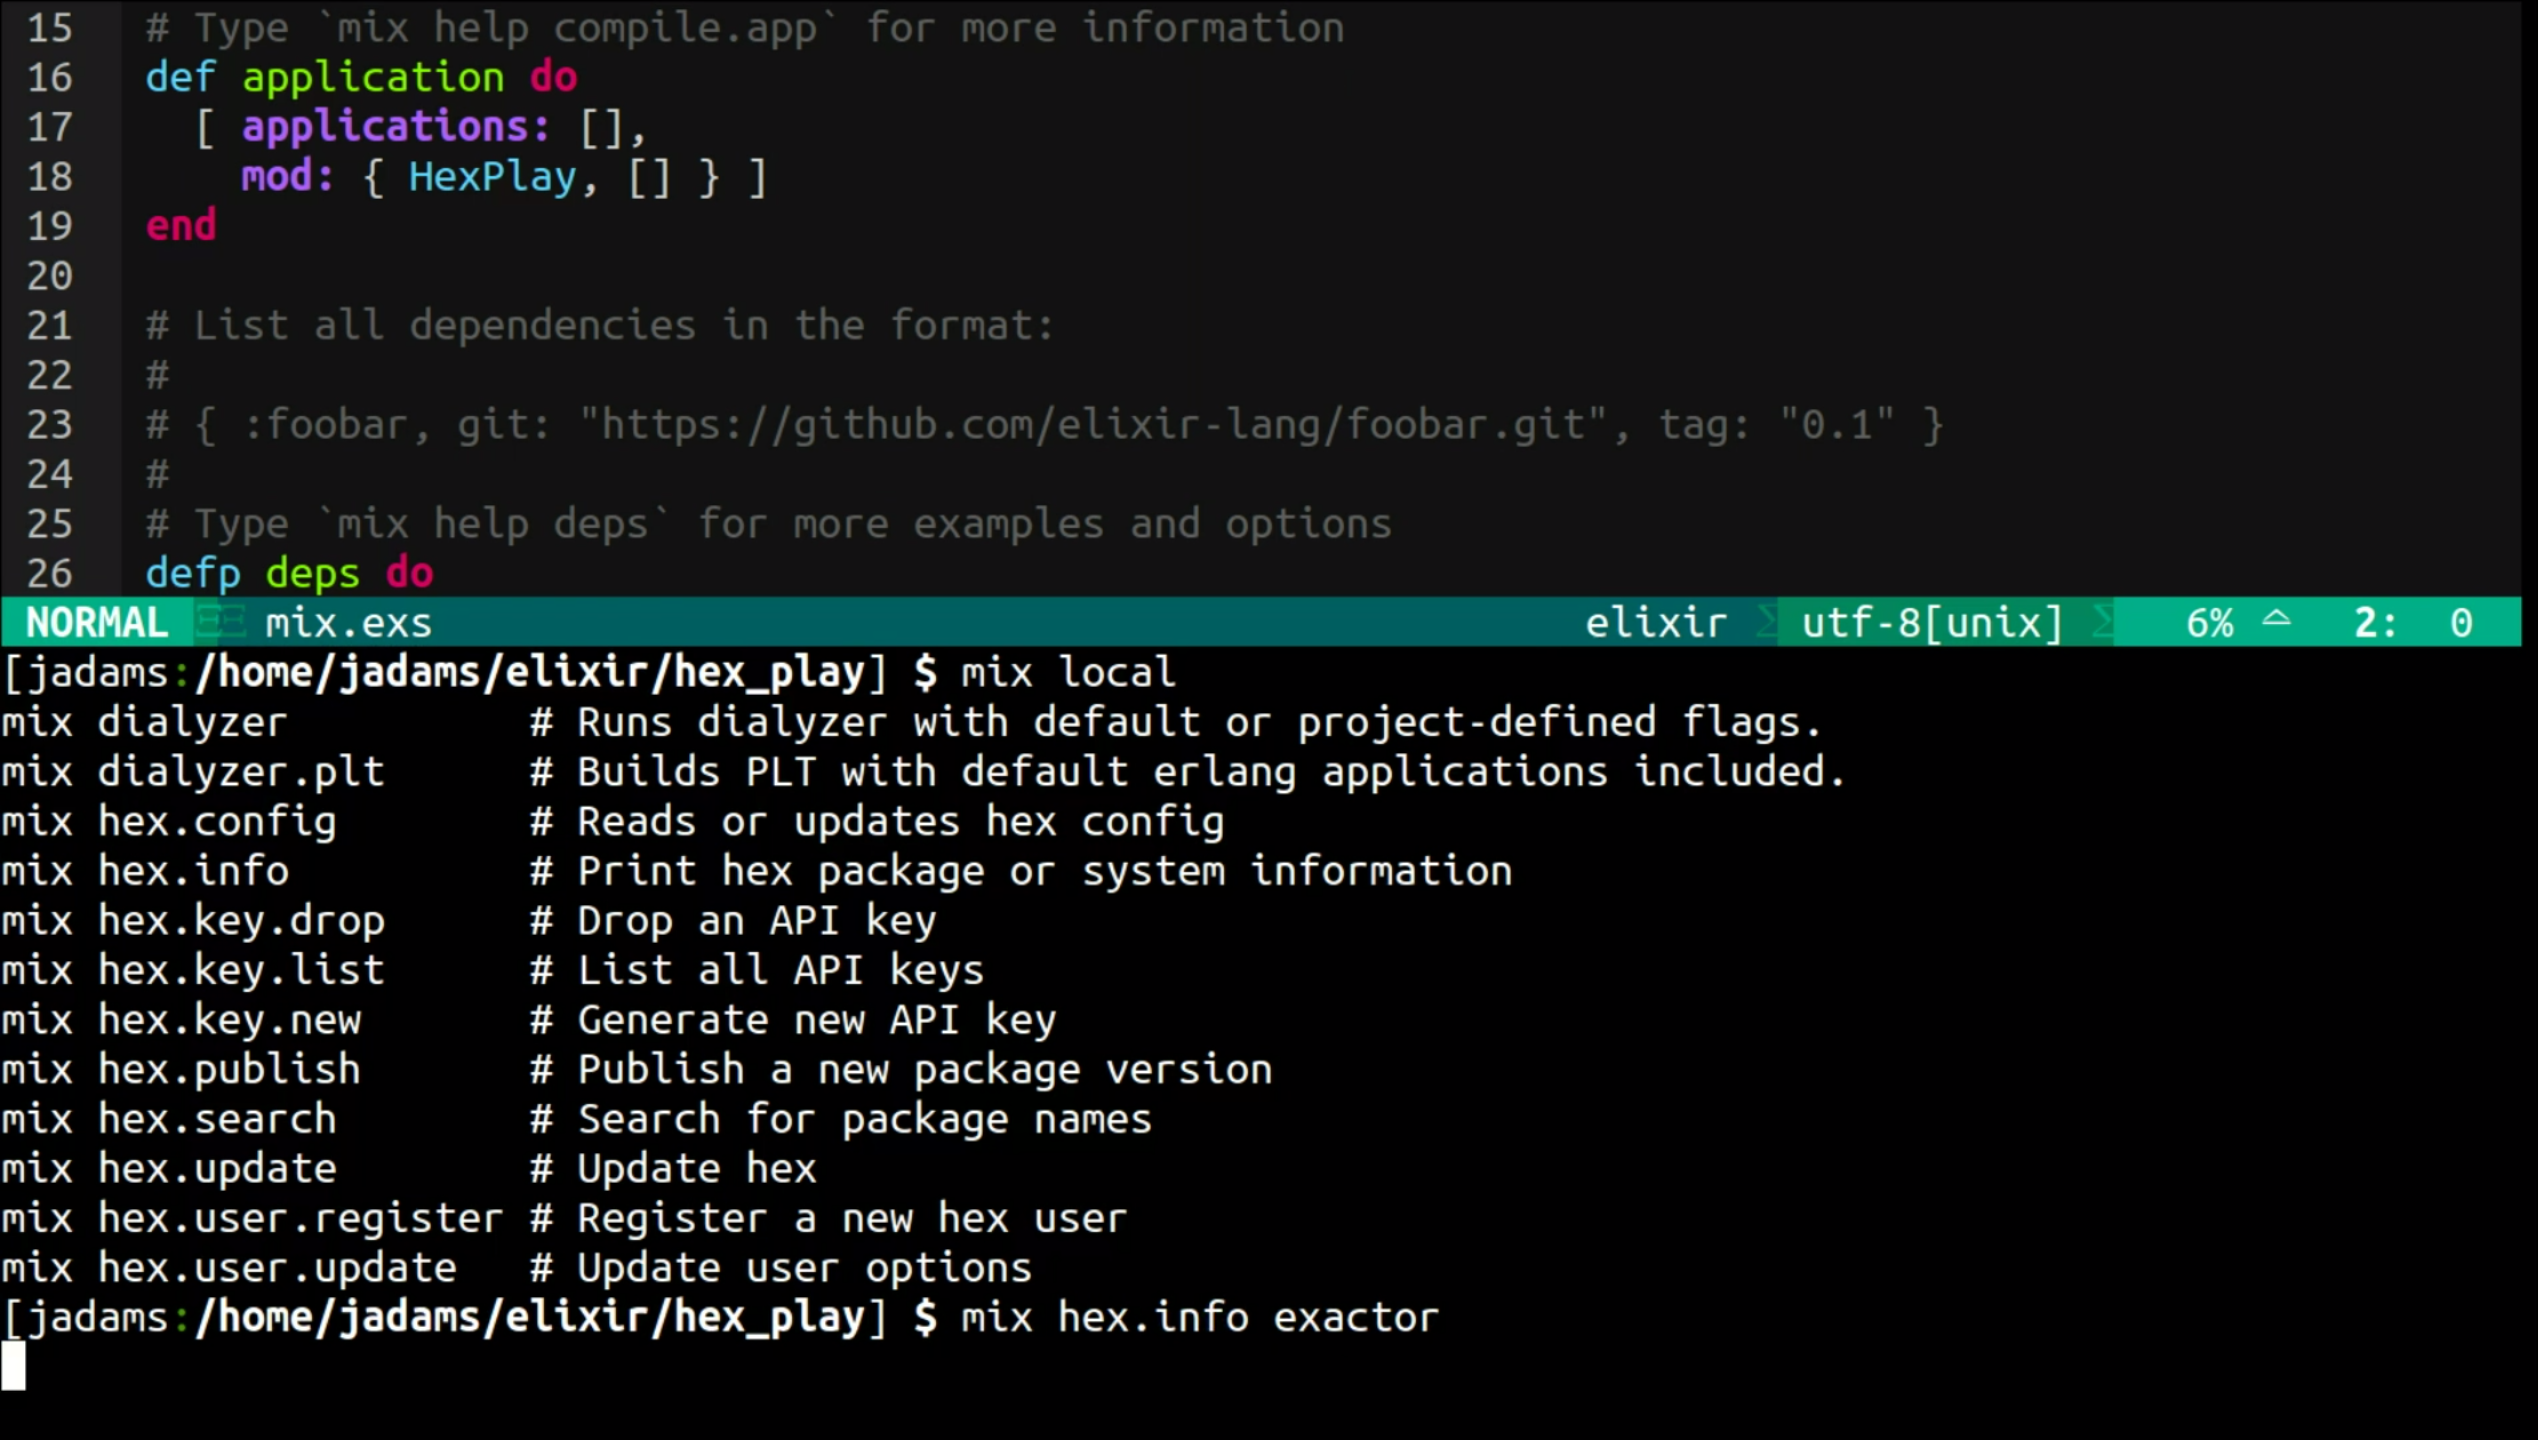 15 # Type `mix help compile.app` for more information
16 def application do
17 [ applications: [],
18 mod: { HexPlay, [] } ]
19 end
20
21 # List all dependencies in the format:
22 #
23 # { :foobar, git: "https://github.com/elixir-lang/foobar.git", tag: "0.1" }
24 #
25 # Type `mix help deps` for more examples and options
26 defp deps do
NORMAL mix.exs elixir utf-8[unix] 6% 2: 0
[jadams:/home/jadams/elixir/hex_play] $ mix local
mix dialyzer # Runs dialyzer with default or project-defined flags.
mix dialyzer.plt # Builds PLT with default erlang applications included.
mix hex.config # Reads or updates hex config
mix hex.info # Print hex package or system information
mix hex.key.drop # Drop an API key
mix hex.key.list # List all API keys
mix hex.key.new # Generate new API key
mix hex.publish # Publish a new package version
mix hex.search # Search for package names
mix hex.update # Update hex
mix hex.user.register # Register a new hex user
mix hex.user.update # Update user options
[jadams:/home/jadams/elixir/hex_play] $ mix hex.info exactor